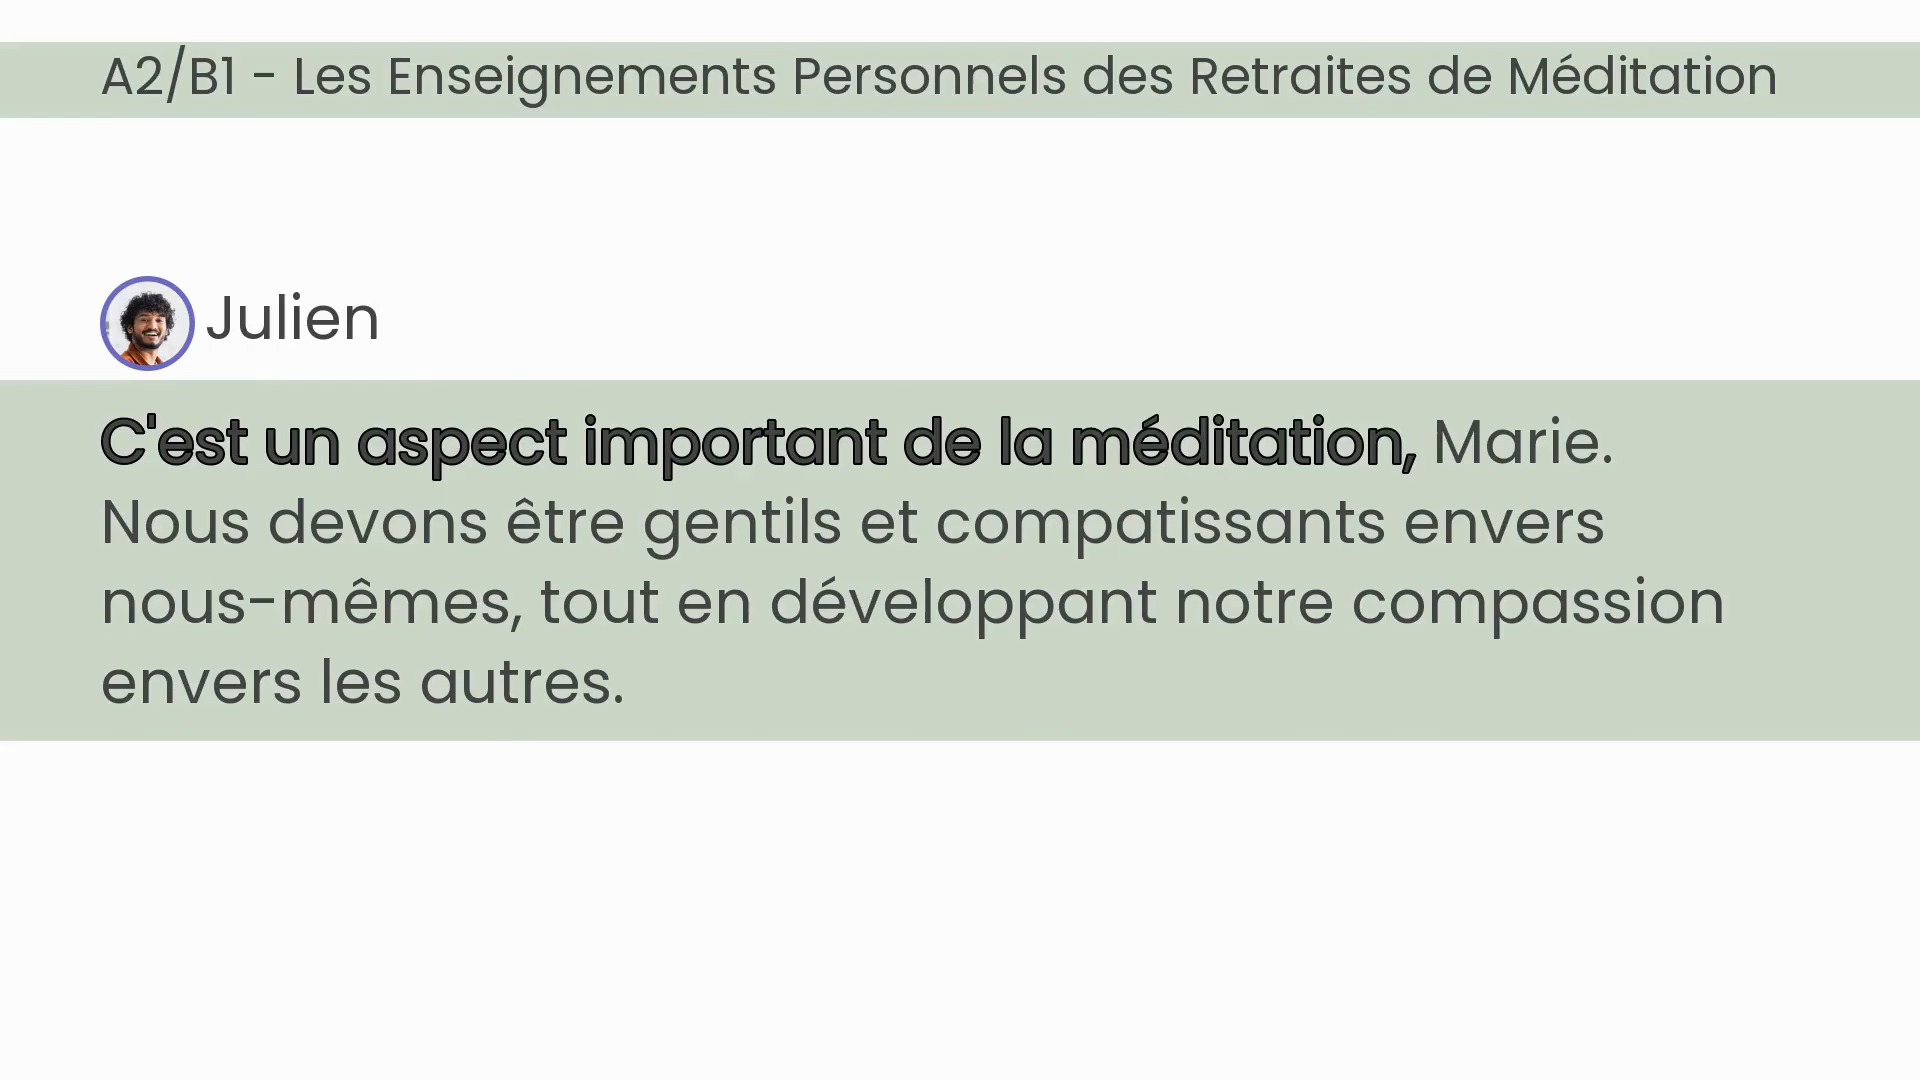 A2/B1 - Les Enseignements Personnels des Retraites de Méditation
Julien
C'est un aspect important de la méditation, Marie.
Nous devons être gentils et compatissants envers
nous-mêmes, tout en développant notre compassion
envers les autres.